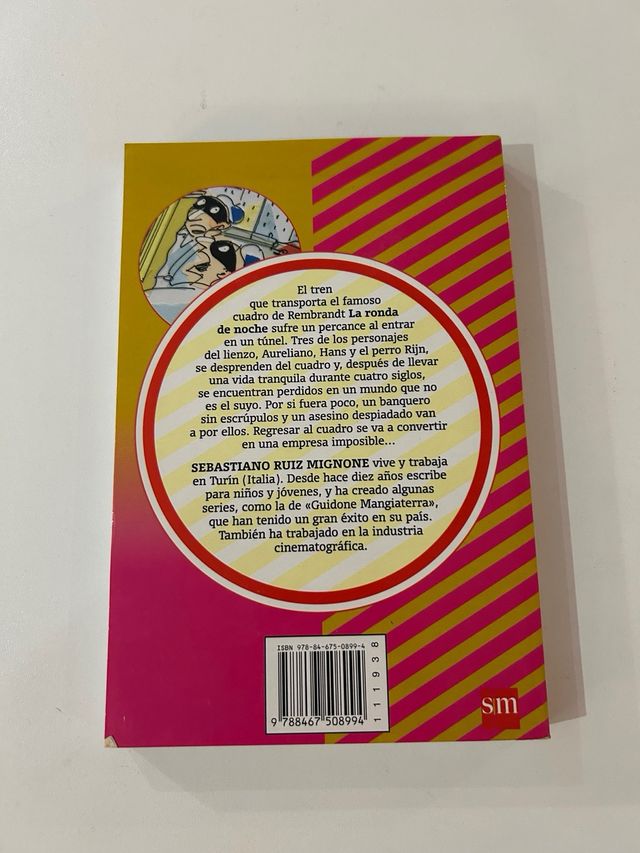 El tren
que transporta el famoso
cuadro de Rembrandt La ronda
de noche sufre un percance al entrar
en un túnel. Tres de los personajes
del lienzo, Aureliano, Hans y el perro Rijn,
se desprenden del cuadro y, después de llevar
una vida tranquila durante cuatro siglos,
se encuentran perdidos en un mundo que no
es el suyo. Por si fuera poco, un banquero
sin escrúpulos y un asesino despiadado van
a por ellos. Regresar al cuadro se va a convertir
en una empresa imposible...
SEBASTIANO RUIZ MIGNONE vive y trabaja
en Turín (Italia). Desde hace diez años escribe
para niños y jóvenes, y ha creado algunas
series, como la de «Guidone Mangiaterra»,
que han tenido un gran éxito en su país.
También ha trabajado en la industria
cinematográfica.
ISBN 978-84-675-0899-4
9 788467 508994
111938
sm